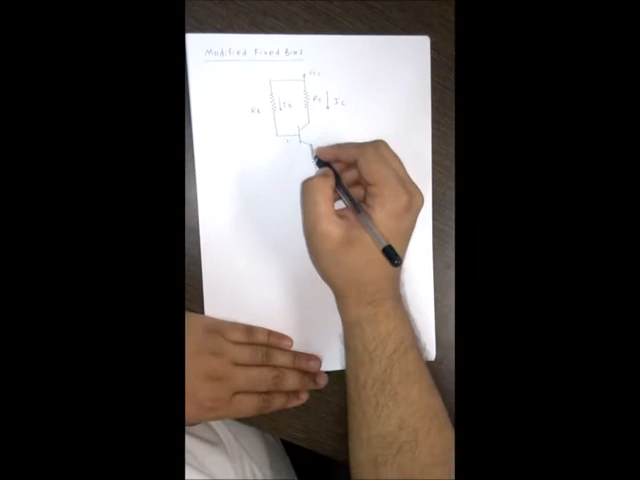 Modified Fixed Bias
+Vcc
RB IB RC IC